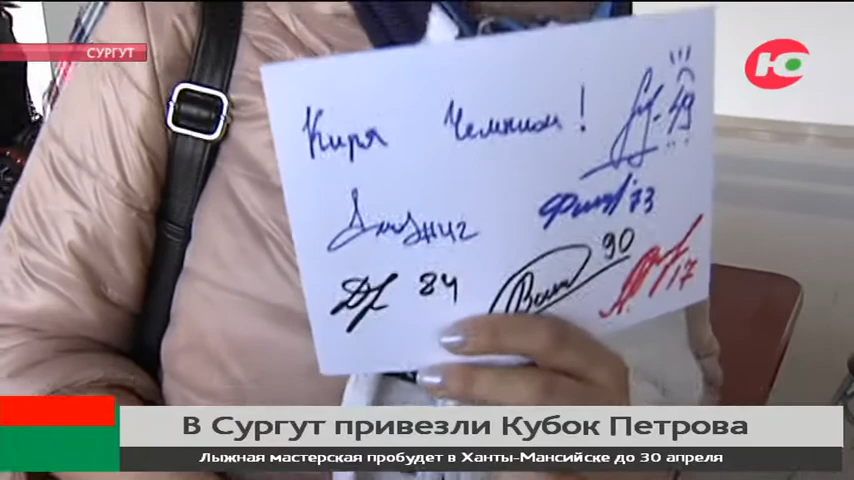 СУРГУТ
Ю
Киря Чемпион!
49
73
90
84
17
В Сургут привезли Кубок Петрова
Лыжная мастерская пробудет в Ханты-Мансийске до 30 апреля